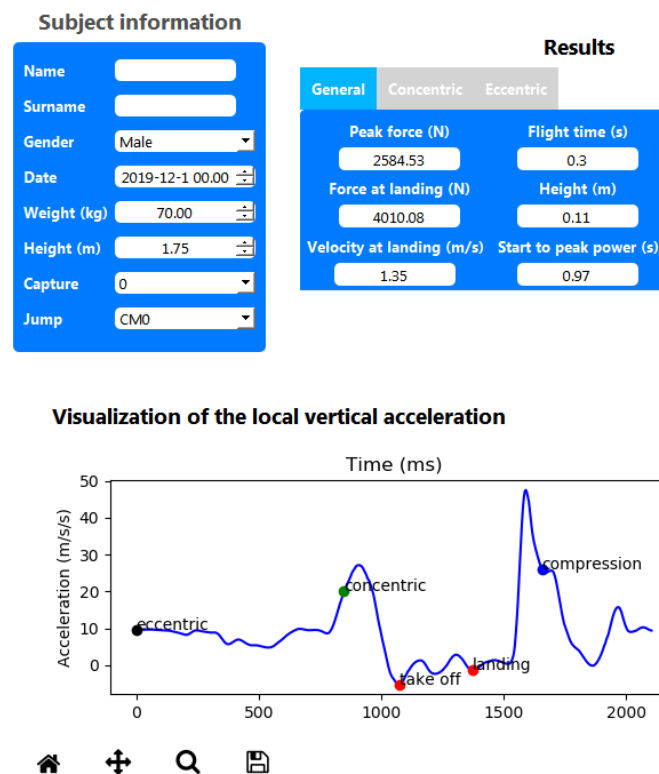 Subject information
Name
Surname
Gender Male
Date 2019-12-1 00.00
Weight (kg) 70.00
Height (m) 1.75
Capture 0
Jump CM0
Results
General Concentric Eccentric
Peak force (N) Flight time (s)
2584.53 0.3
Force at landing (N) Height (m)
4010.08 0.11
Velocity at landing (m/s) Start to peak power (s)
1.35 0.97
Visualization of the local vertical acceleration
Time (ms)
Acceleration (m/s/s)
50
40
30
20
10
0
eccentric
concentric
take off
landing
compression
0 500 1000 1500 2000